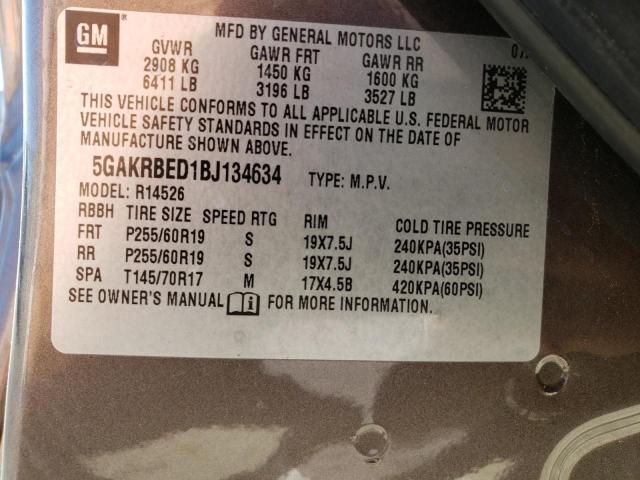 GM
MFD BY GENERAL MOTORS LLC
07.
GVWR GAWR FRT GAWR RR
2908 KG 1450 KG 1600 KG
6411 LB 3196 LB 3527 LB
THIS VEHICLE CONFORMS TO ALL APPLICABLE U.S. FEDERAL MOTOR
VEHICLE SAFETY STANDARDS IN EFFECT ON THE DATE OF
MANUFACTURE SHOWN ABOVE.
5GAKRBED1BJ134634 TYPE: M.P.V.
MODEL: R14526
RBBH TIRE SIZE SPEED RTG RIM COLD TIRE PRESSURE
FRT P255/60R19 S 19X7.5J 240KPA(35PSI)
RR P255/60R19 S 19X7.5J 240KPA(35PSI)
SPA T145/70R17 M 17X4.5B 420KPA(60PSI)
SEE OWNER'S MANUAL FOR MORE INFORMATION.